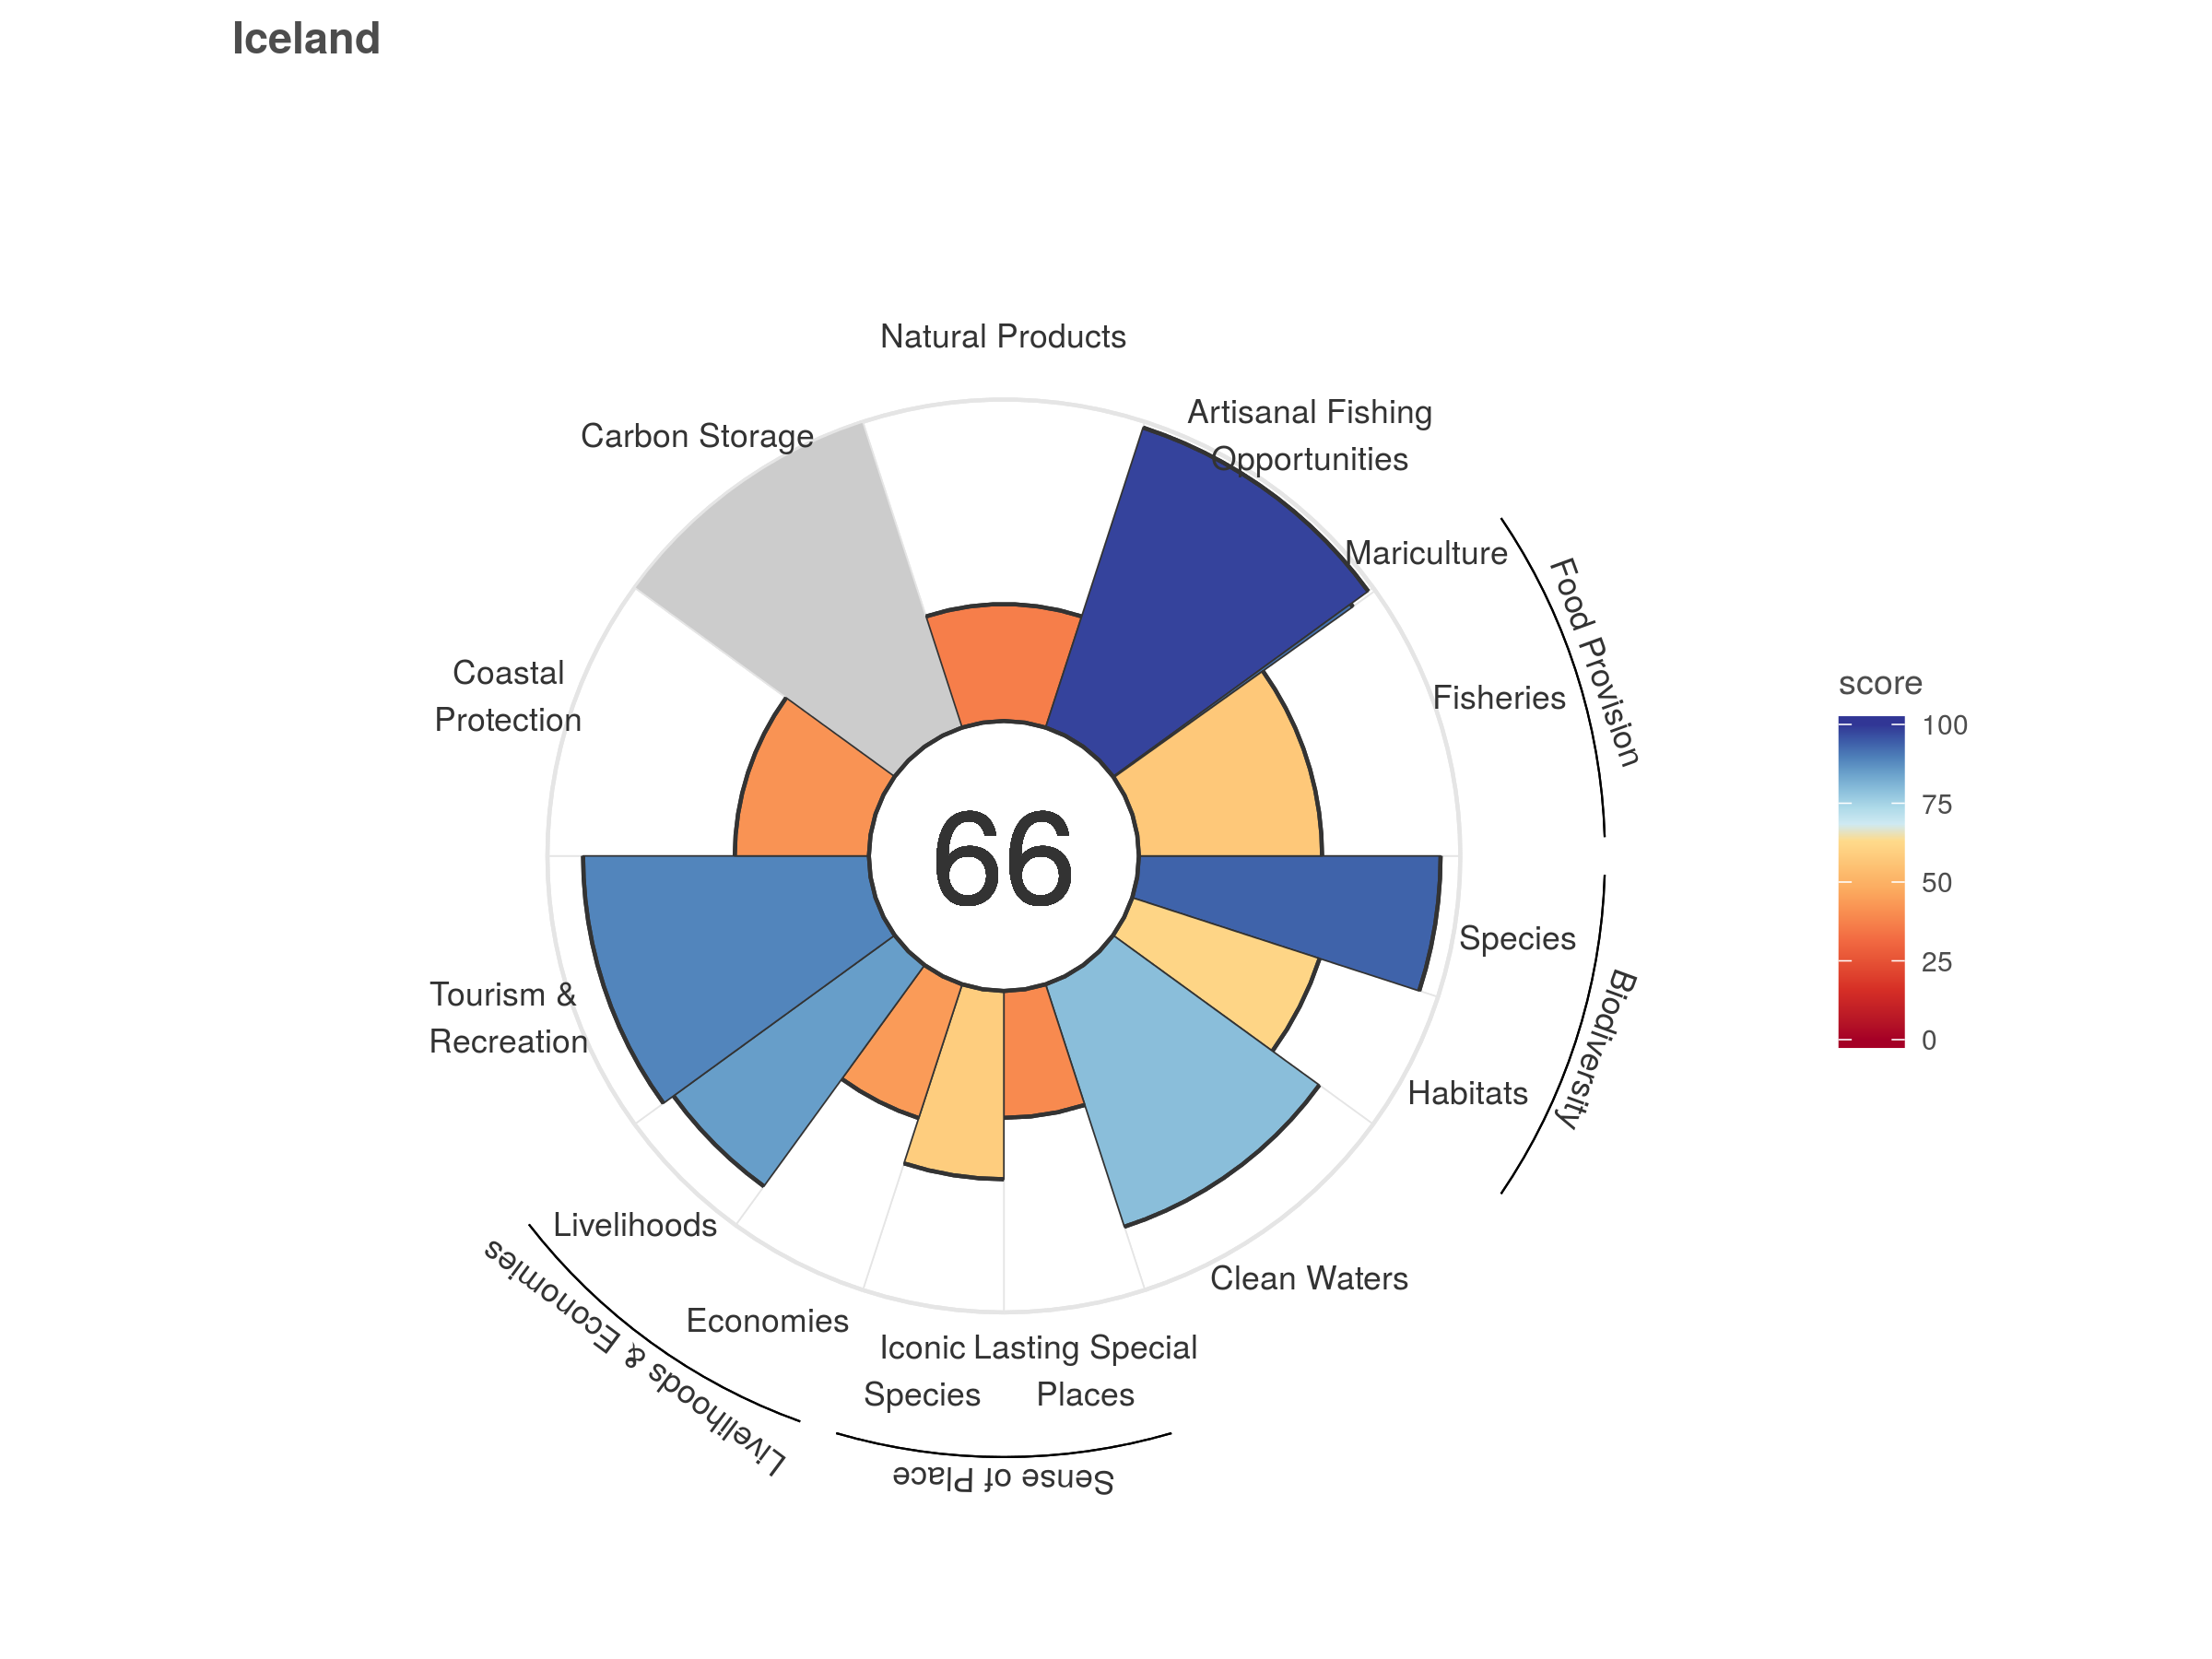 Iceland
Natural Products
Artisanal Fishing
Opportunities
Carbon Storage
Mariculture
Food Provision
Fisheries
Coastal
Protection
score
100
75
50
25
0
66
Species
Biodiversity
Habitats
Tourism &
Recreation
Livelihoods
Clean Waters
Economies
Livelihoods & Economies
Iconic
Species
Lasting Special
Places
Sense of Place